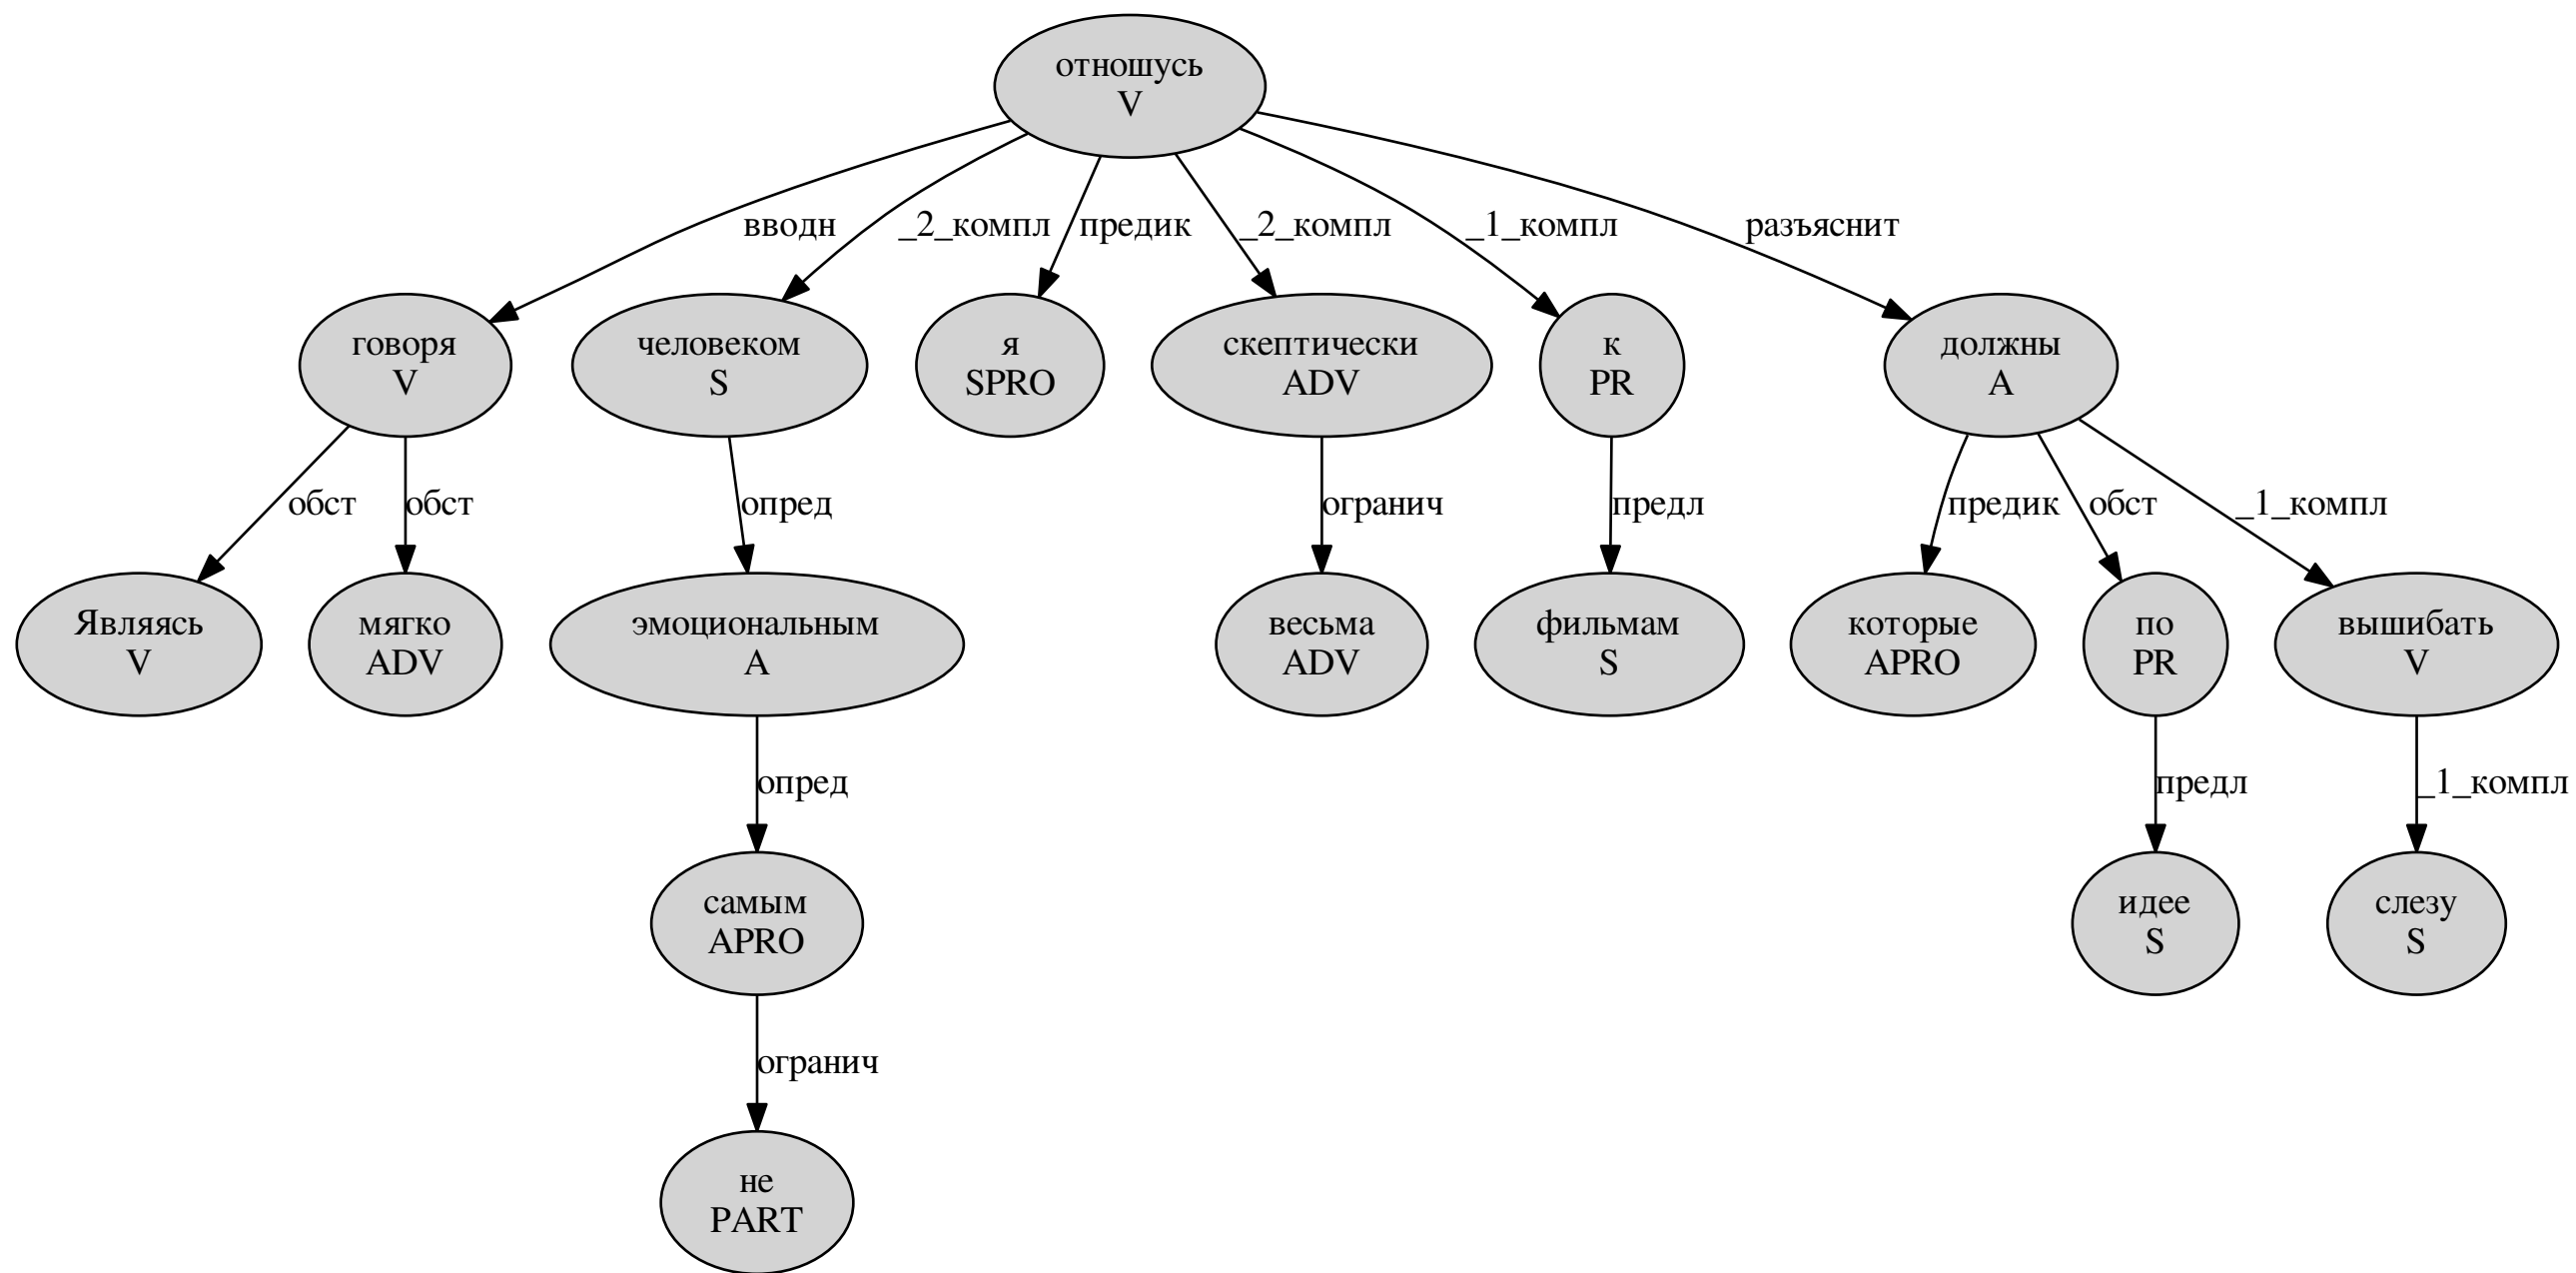 отношусь
V
вводн
_2_компл
предик
_2_компл
_1_компл
разъяснит
говоря
V
человеком
S
я
SPRO
скептически
ADV
к
PR
должны
A
обст
обст
опред
огранич
предл
предик
обст
_1_компл
Являясь
V
мягко
ADV
эмоциональным
A
весьма
ADV
фильмам
S
которые
APRO
по
PR
вышибать
V
опред
предл
_1_компл
самым
APRO
идее
S
слезу
S
огранич
не
PART